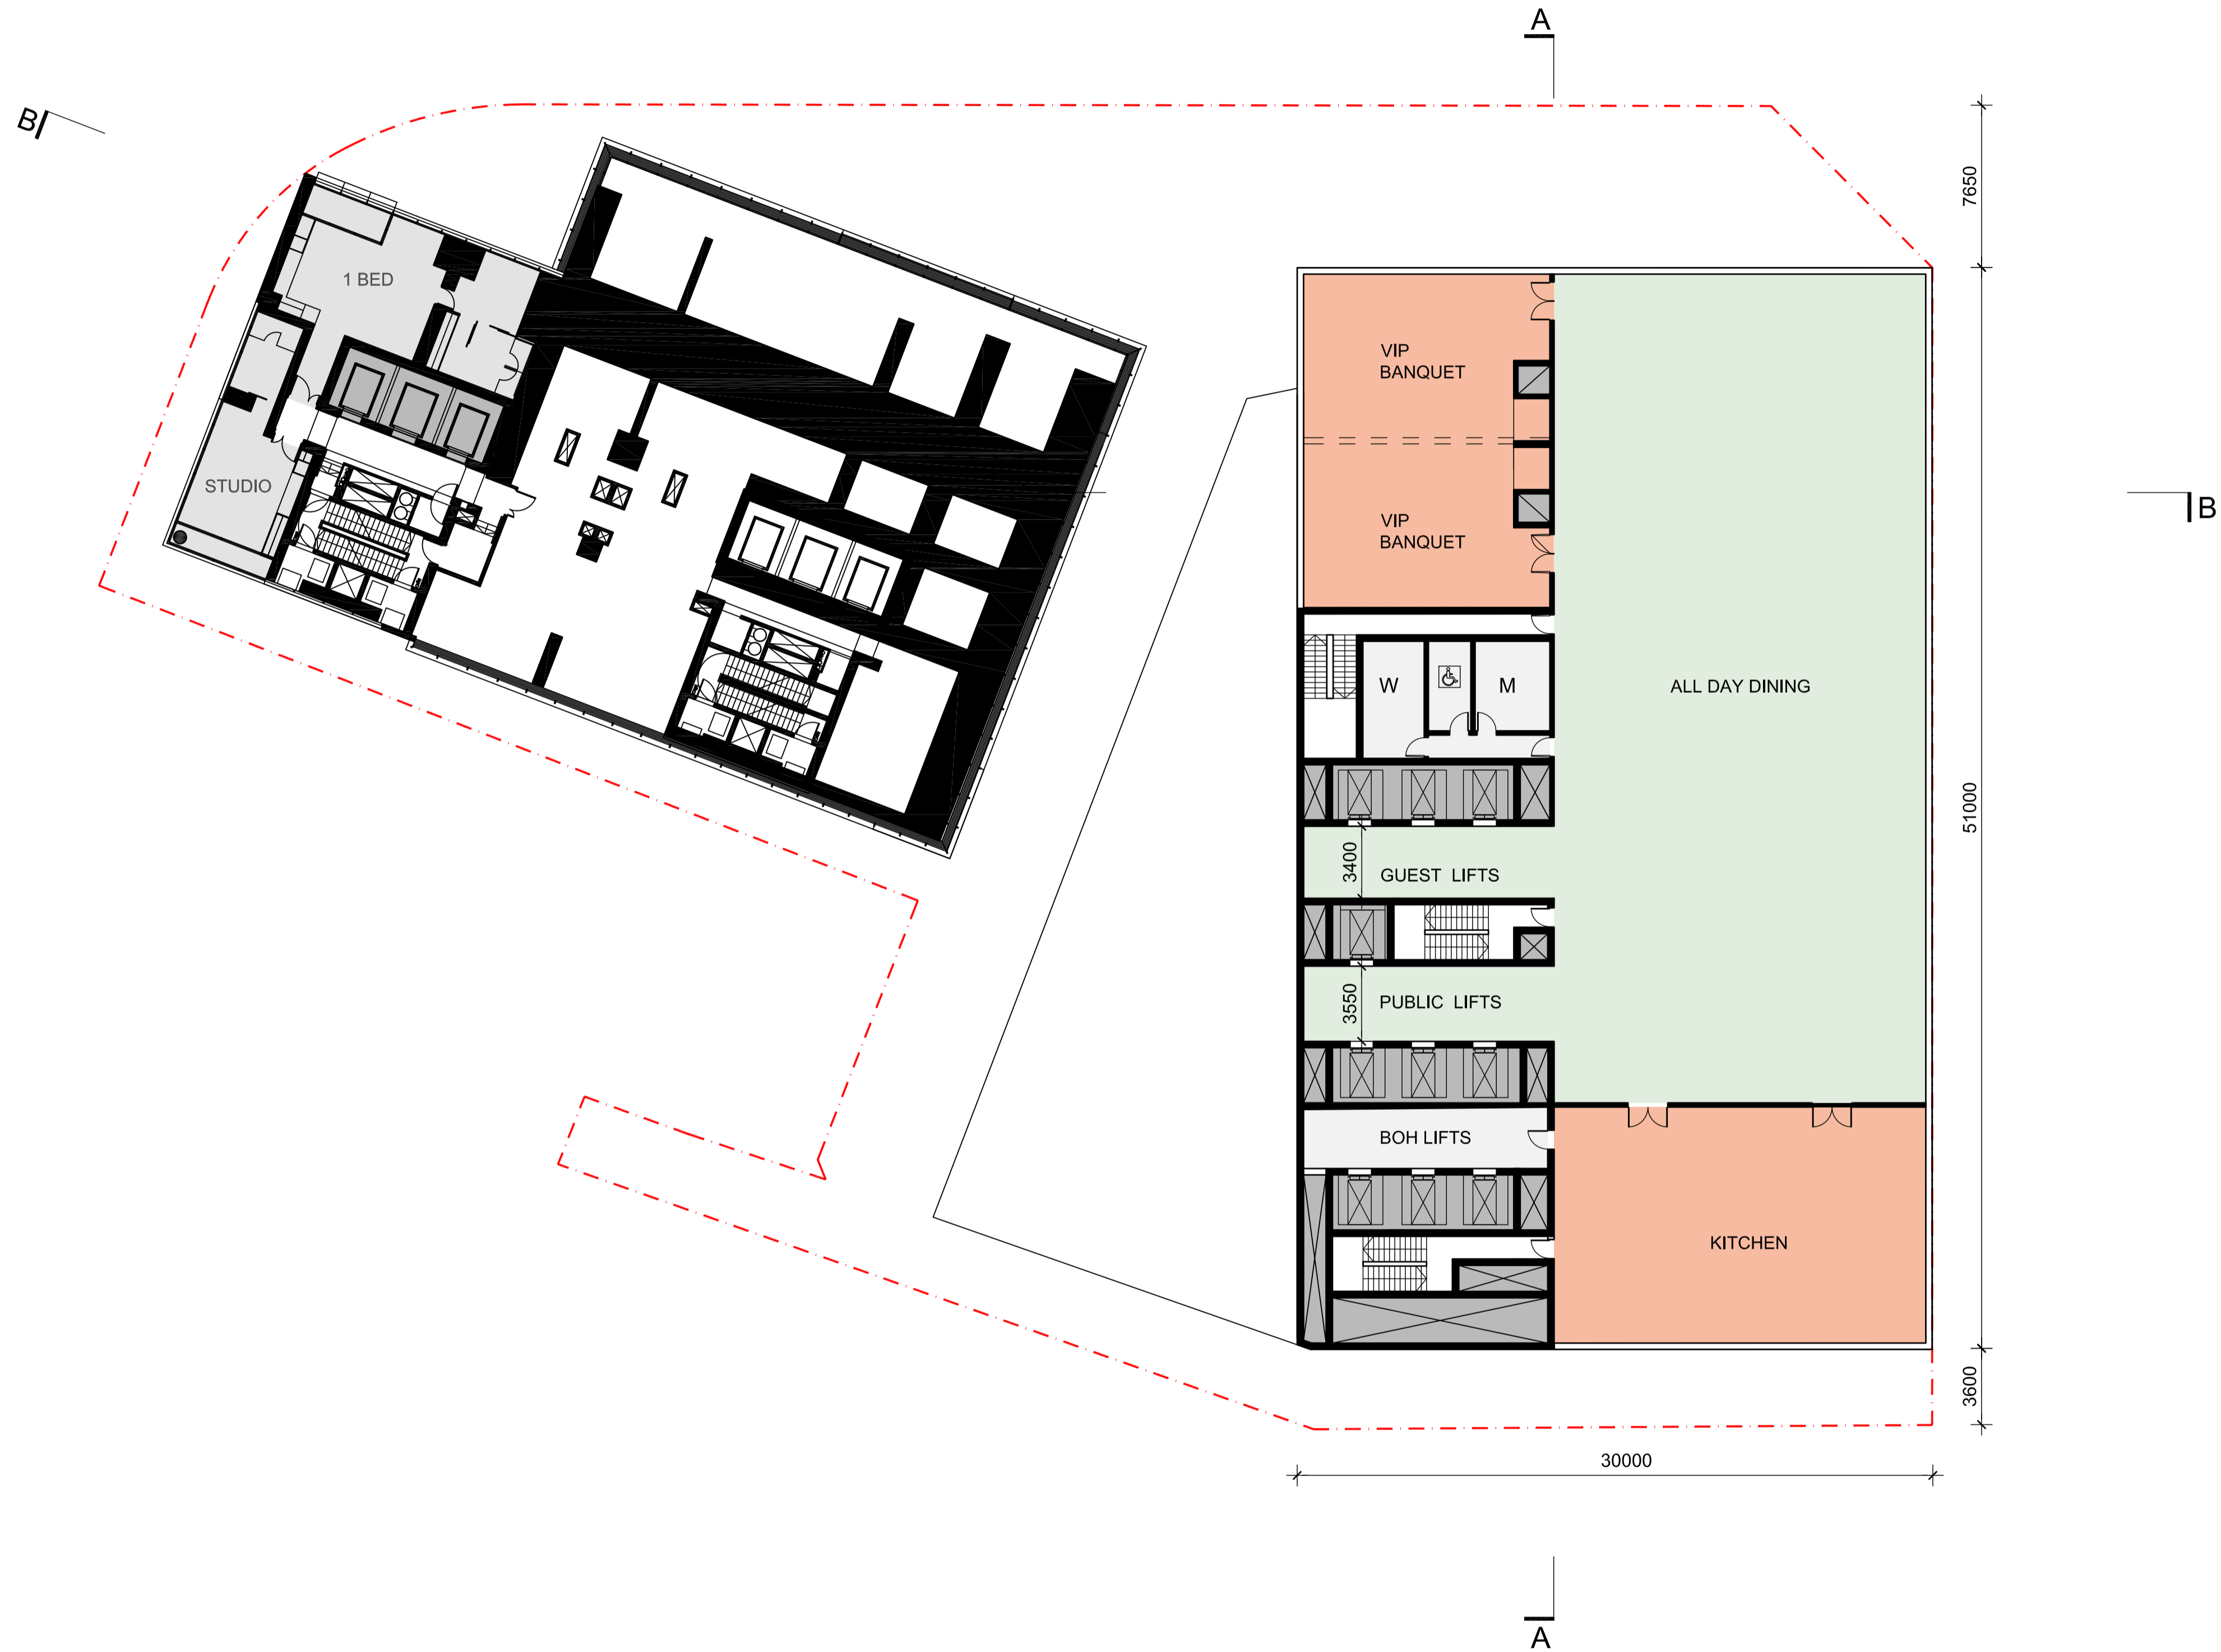 A
B
7650
1 BED
VIP
BANQUET
STUDIO
B
VIP
BANQUET
W
M
ALL DAY DINING
51000
3400
GUEST LIFTS
3550
PUBLIC LIFTS
BOH LIFTS
KITCHEN
3600
30000
A